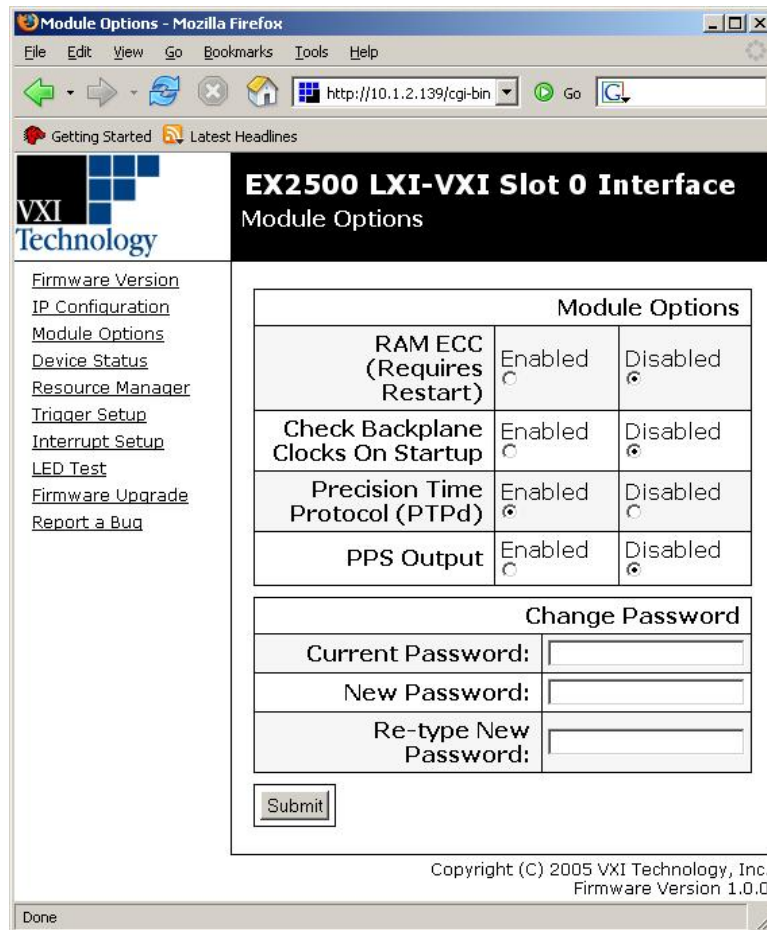 Module Options - Mozilla Firefox
File Edit View Go Bookmarks Tools Help
http://10.1.2.139/cgi-bin Go G
Getting Started Latest Headlines
VXI
Technology
EX2500 LXI-VXI Slot 0 Interface
Module Options
Firmware Version
IP Configuration
Module Options
Device Status
Resource Manager
Trigger Setup
Interrupt Setup
LED Test
Firmware Upgrade
Report a Bug
Module Options
RAM ECC
(Requires
Restart)
Enabled Disabled
Check Backplane
Clocks On Startup
Enabled Disabled
Precision Time
Protocol (PTPd)
Enabled Disabled
PPS Output
Enabled Disabled
Change Password
Current Password:
New Password:
Re-type New
Password:
Submit
Copyright (C) 2005 VXI Technology, Inc.
Firmware Version 1.0.0
Done